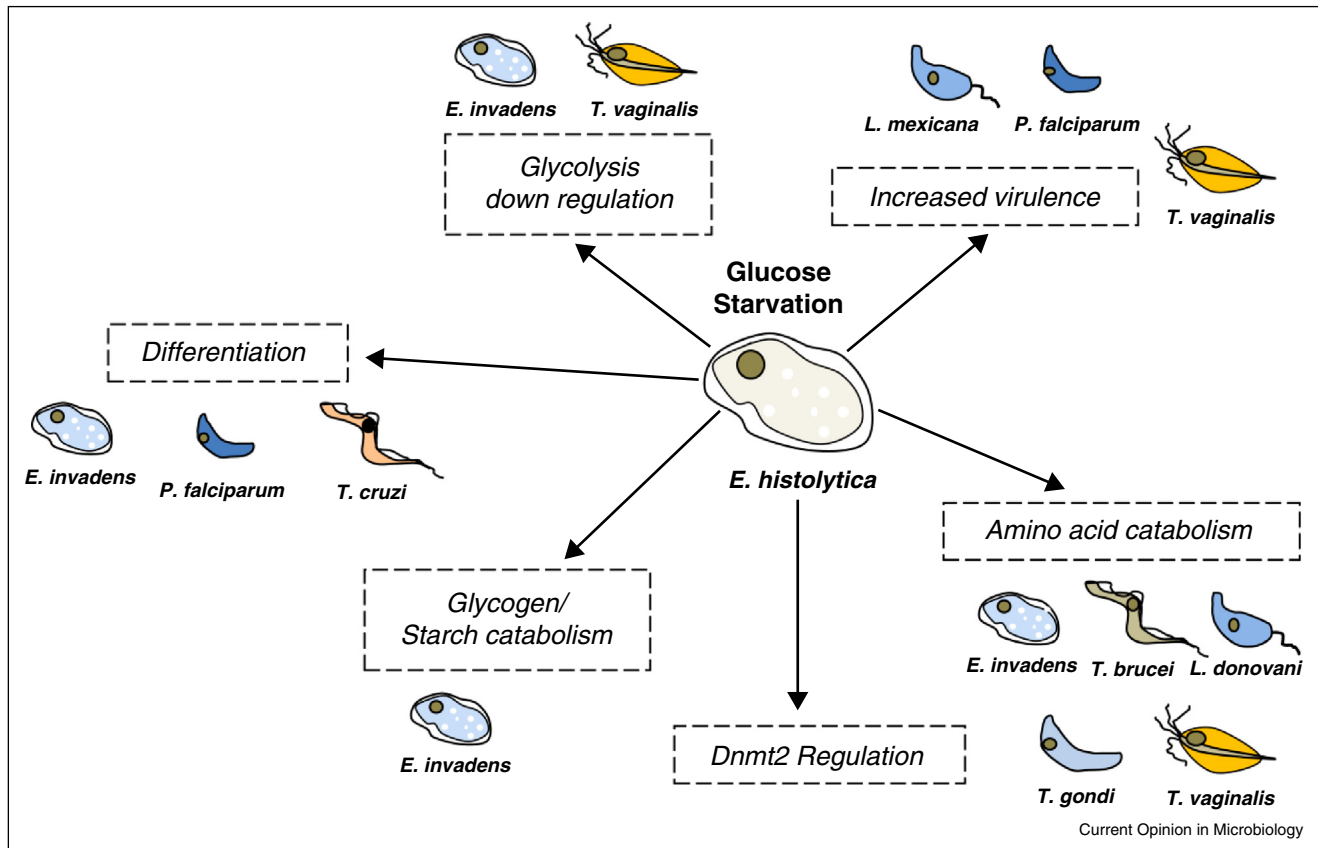 E. invadens
T. vaginalis
Glycolysis
down regulation
L. mexicana
P. falciparum
T. vaginalis
Increased virulence
Glucose
Starvation
E. histolytica
Differentiation
E. invadens
P. falciparum
T. cruzi
Glycogen/
Starch catabolism
E. invadens
Dnmt2 Regulation
Amino acid catabolism
E. invadens
T. brucei
L. donovani
T. gondi
T. vaginalis
Current Opinion in Microbiology